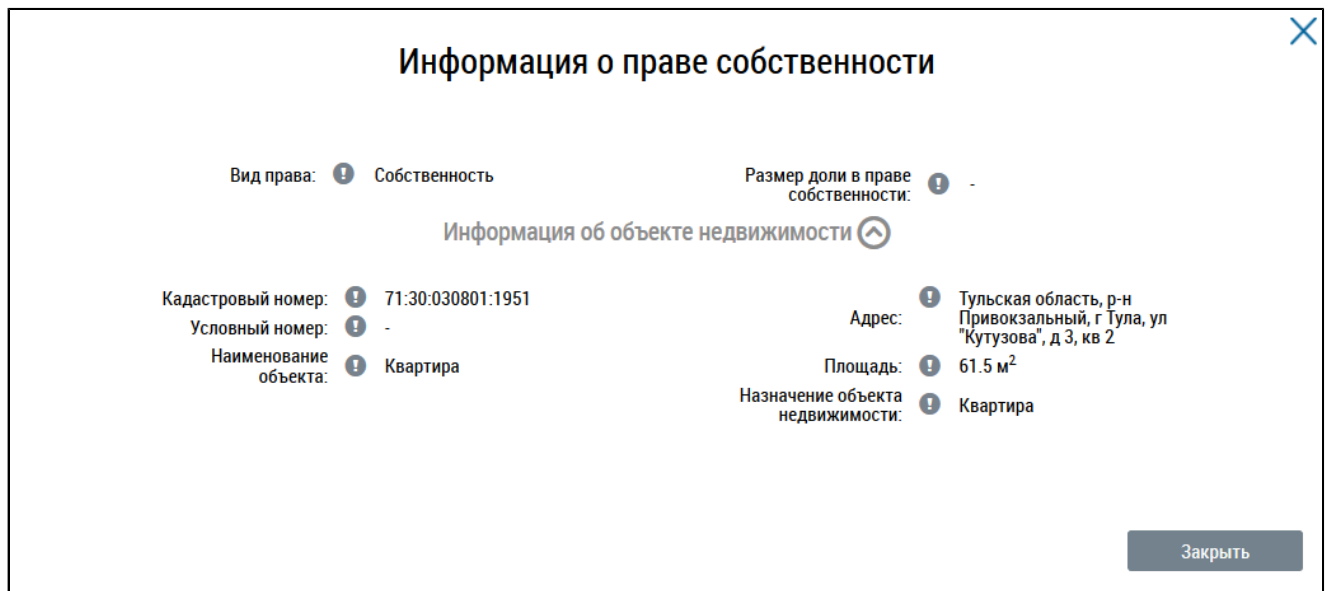 Информация о праве собственности
Вид права: Собственность
Размер доли в праве
собственности: -
Информация об объекте недвижимости
Кадастровый номер: 71:30:030801:1951
Условный номер: -
Наименование
объекта: Квартира
Адрес: Тульская область, р-н
Привокзальный, г Тула, ул
"Кутузова", д 3, кв 2
Площадь: 61.5 м²
Назначение объекта
недвижимости: Квартира
Закрыть